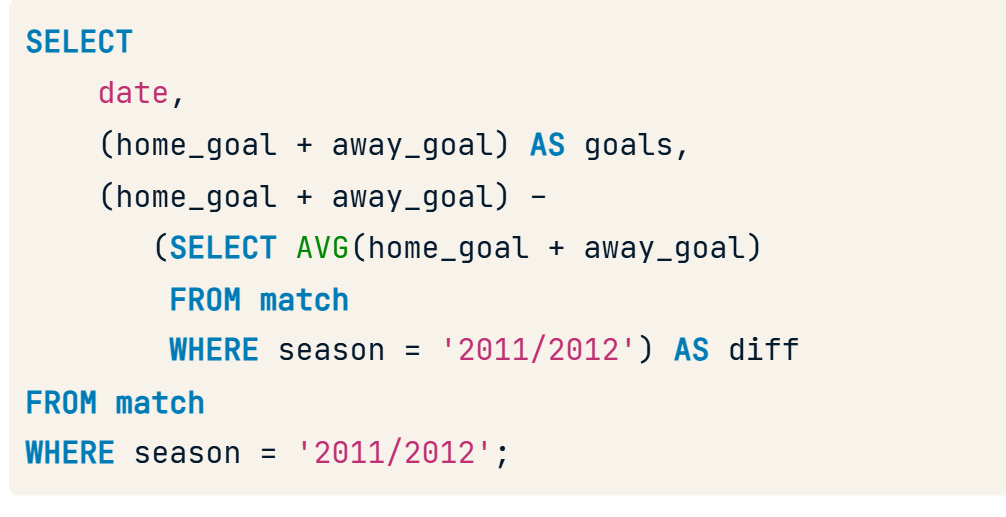 SELECT
date,
(home_goal + away_goal) AS goals,
(home_goal + away_goal) -
(SELECT AVG(home_goal + away_goal)
FROM match
WHERE season = '2011/2012') AS diff
FROM match
WHERE season = '2011/2012';